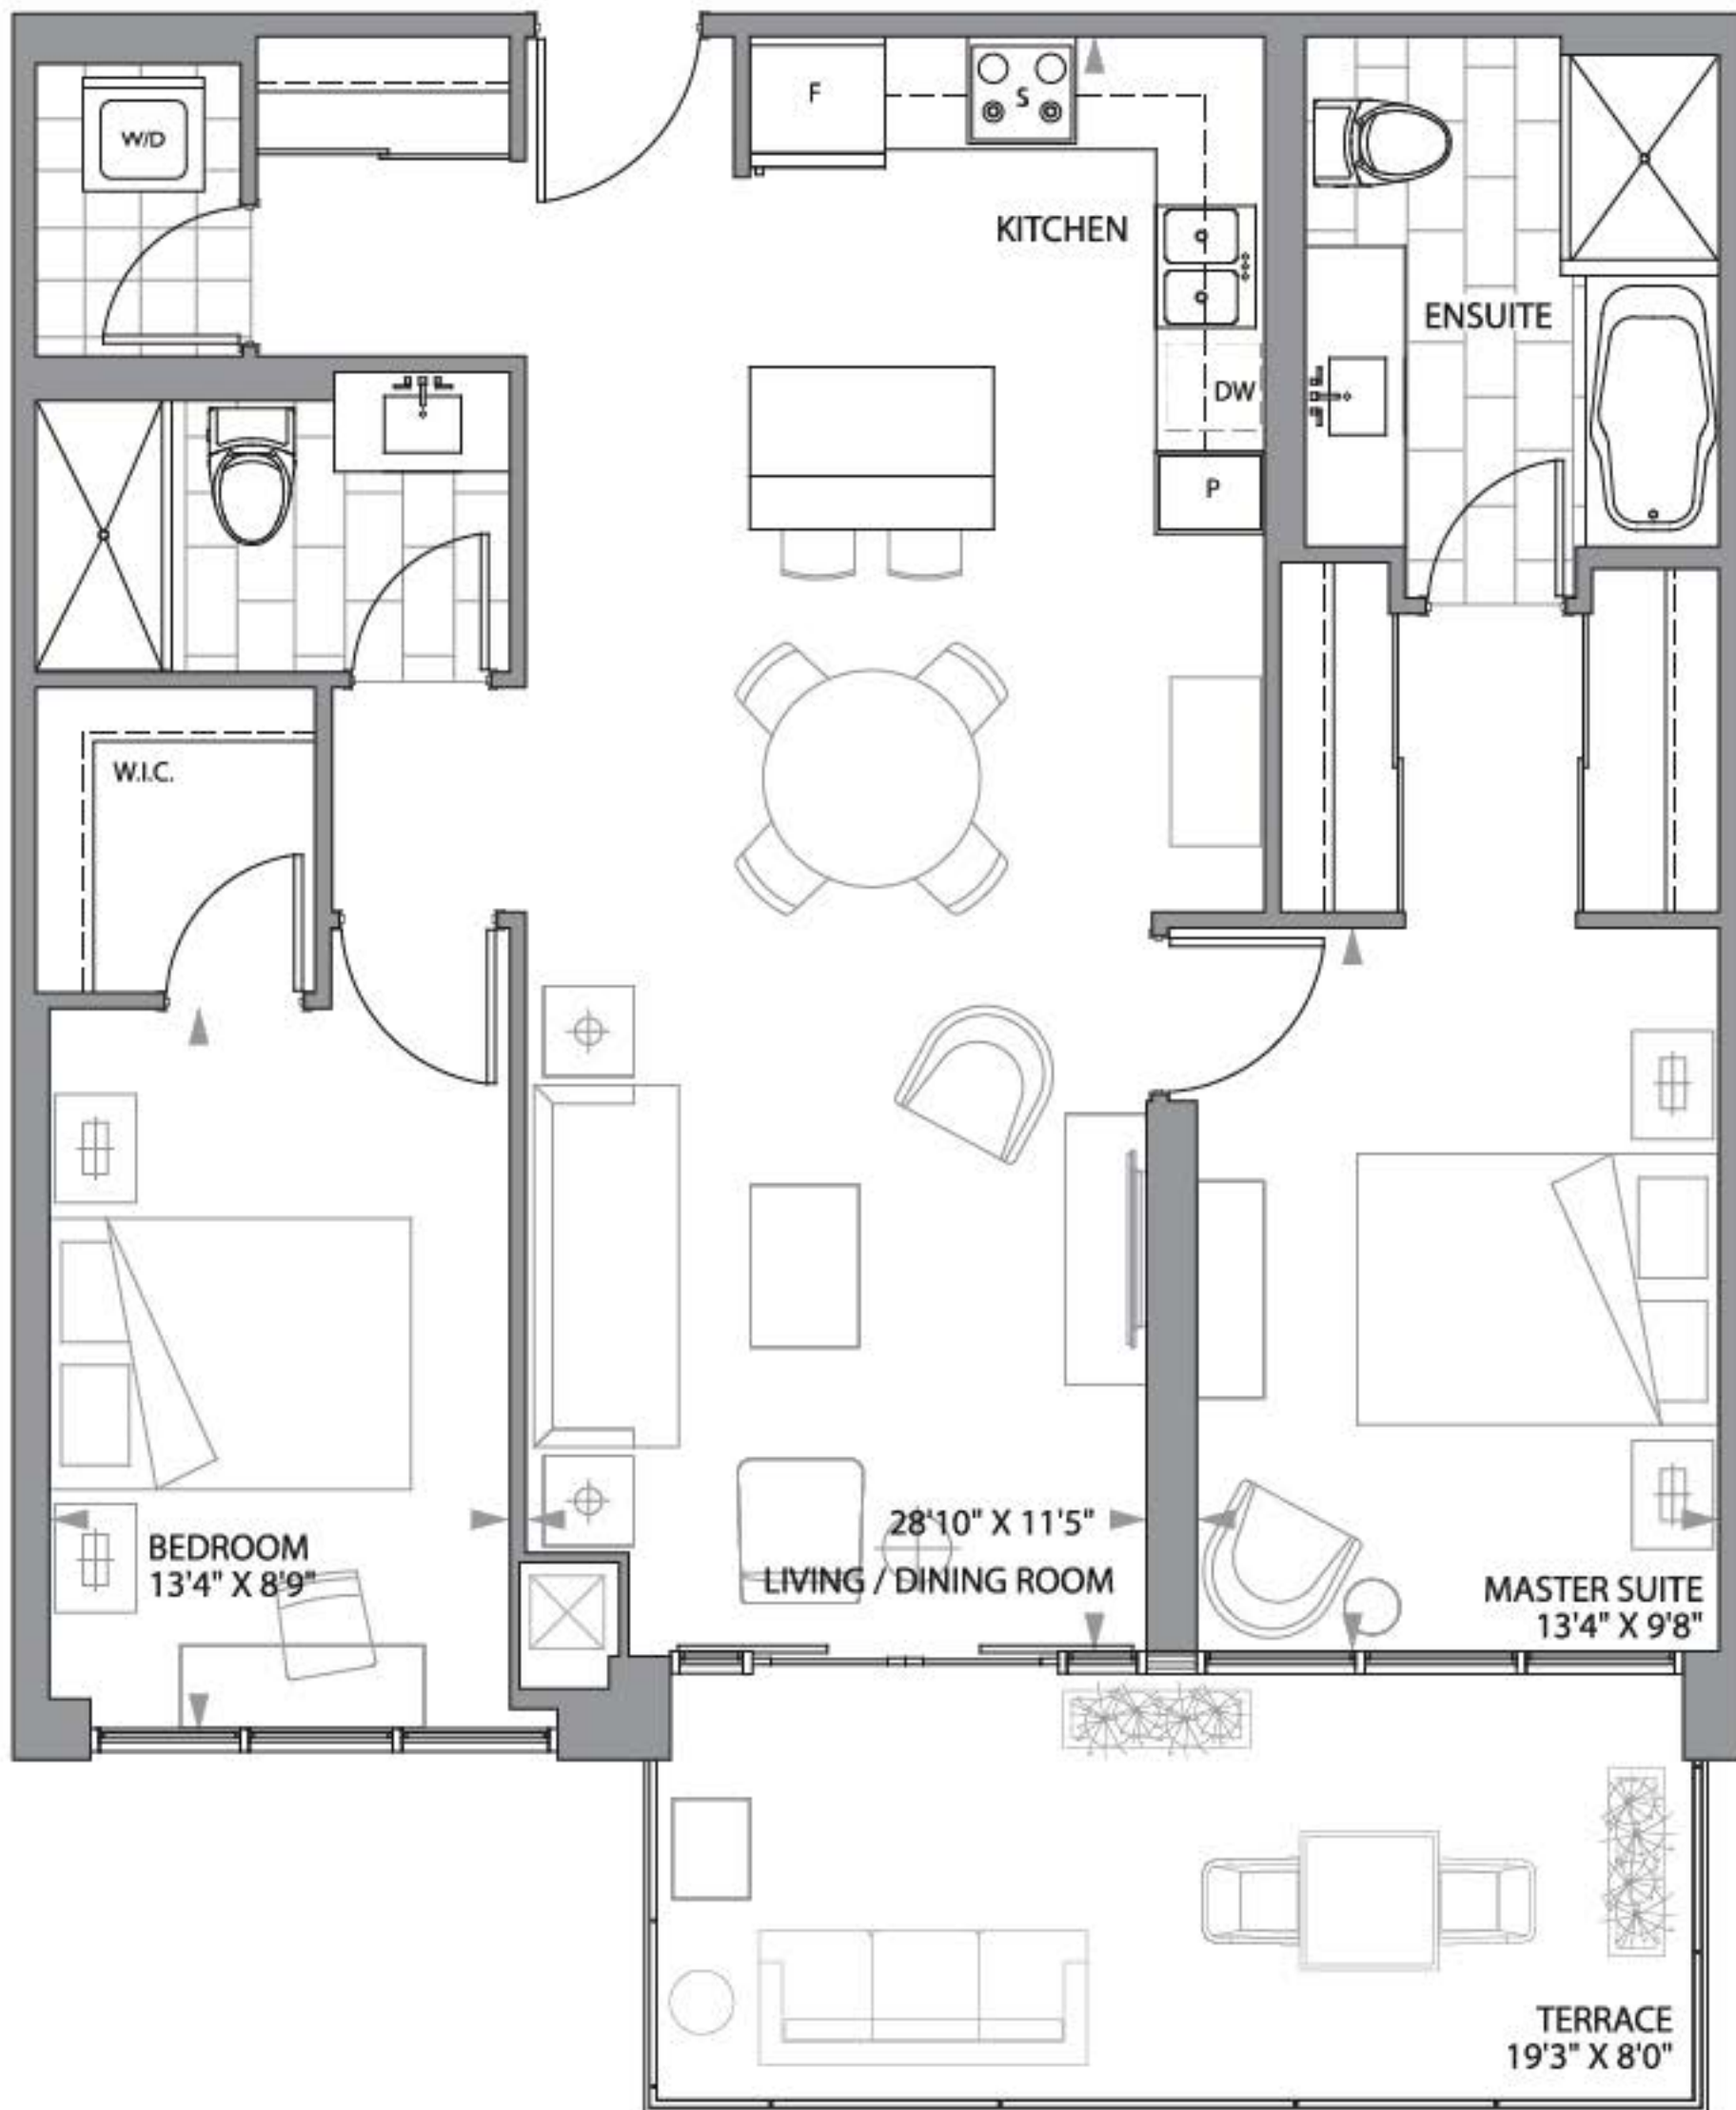 W/D
F
S
KITCHEN
ENSUITE
DW
P
W.I.C.
28'10" X 11'5"
LIVING / DINING ROOM
BEDROOM
13'4" X 8'9"
MASTER SUITE
13'4" X 9'8"
TERRACE
19'3" X 8'0"